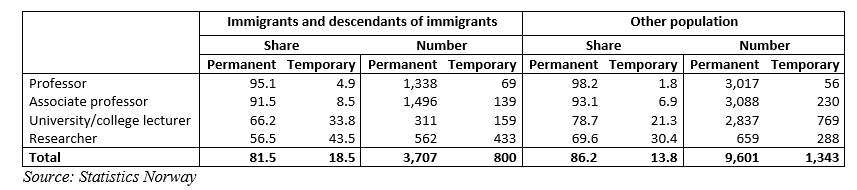 Immigrants and descendants of immigrants Other population
Share Number Share Number
Permanent Temporary Permanent Temporary Permanent Temporary Permanent Temporary
Professor 95.1 4.9 1,338 69 98.2 1.8 3,017 56
Associate professor 91.5 8.5 1,496 139 93.1 6.9 3,088 230
University/college lecturer 66.2 33.8 311 159 78.7 21.3 2,837 769
Researcher 56.5 43.5 562 433 69.6 30.4 659 288
Total 81.5 18.5 3,707 800 86.2 13.8 9,601 1,343
Source: Statistics Norway